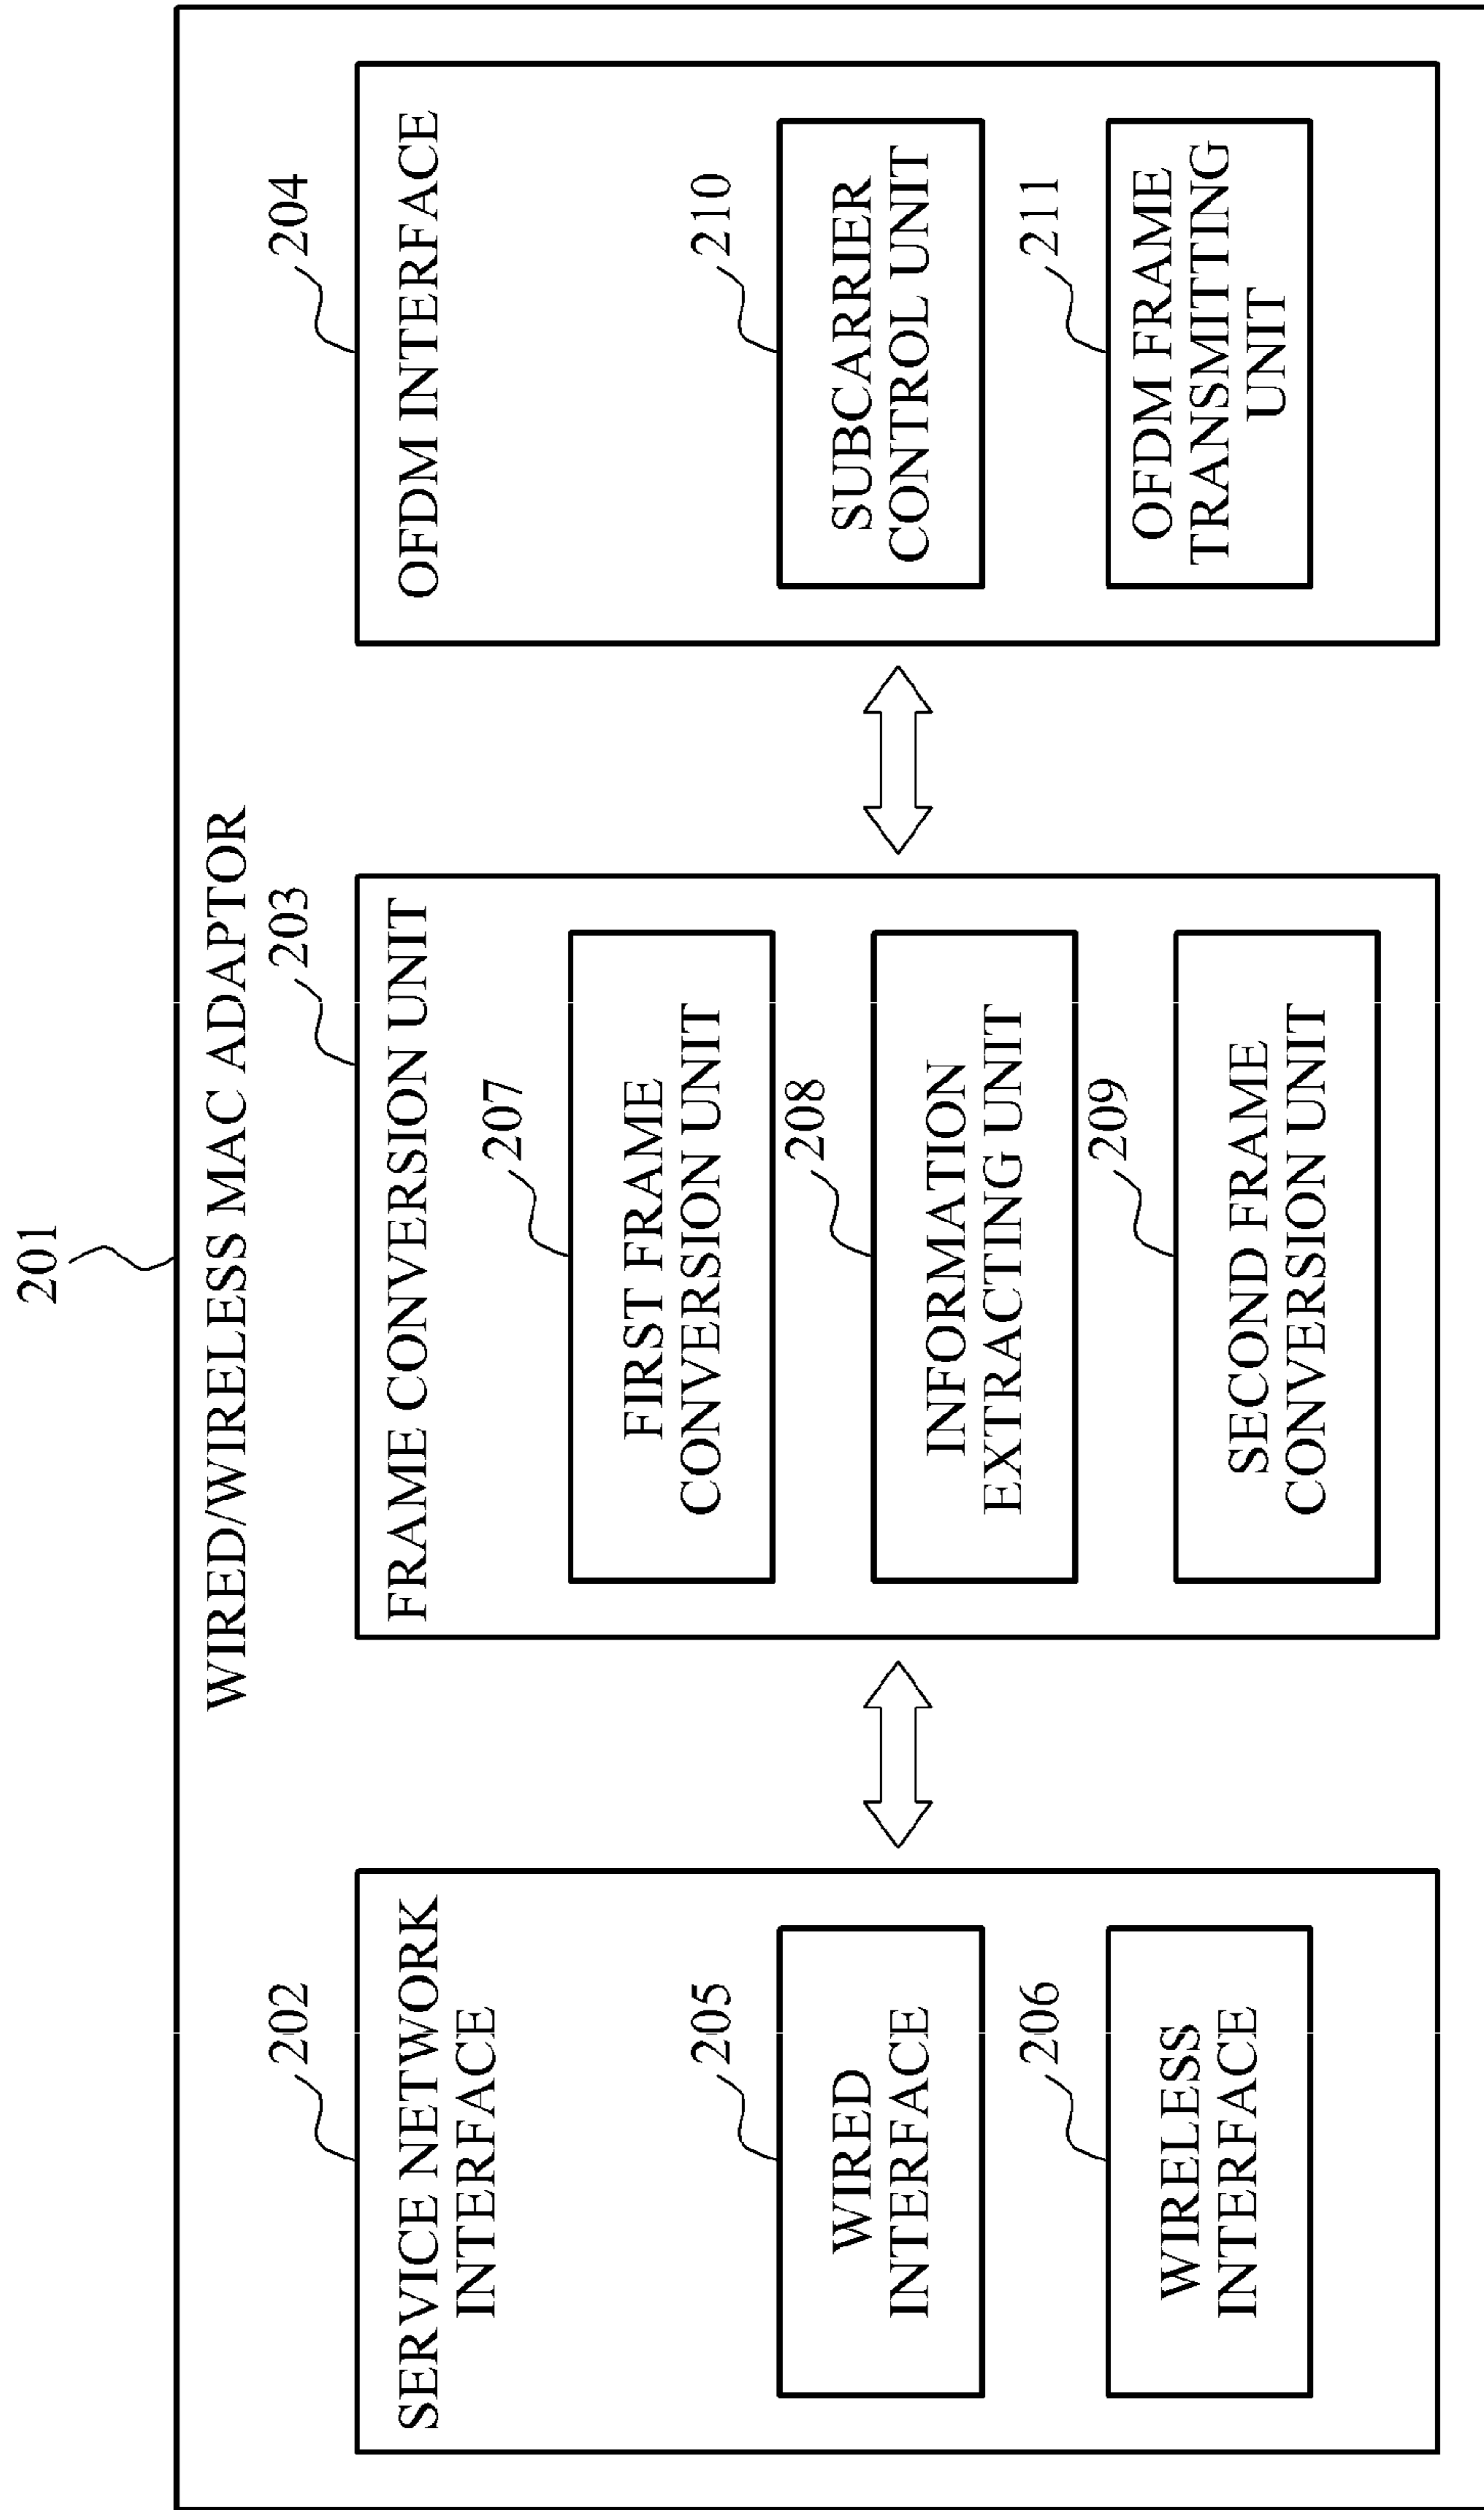 201
WIRED/WIRELESS MAC ADAPTOR
202
SERVICE NETWORK
INTERFACE
205
WIRED
INTERFACE
206
WIRELESS
INTERFACE
203
FRAME CONVERSION UNIT
207
FIRST FRAME
CONVERSION UNIT
208
INFORMATION
EXTRACTING UNIT
209
SECOND FRAME
CONVERSION UNIT
204
OFDM INTERFACE
210
SUBCARRIER
CONTROL UNIT
211
OFDM FRAME
TRANSMITTING
UNIT